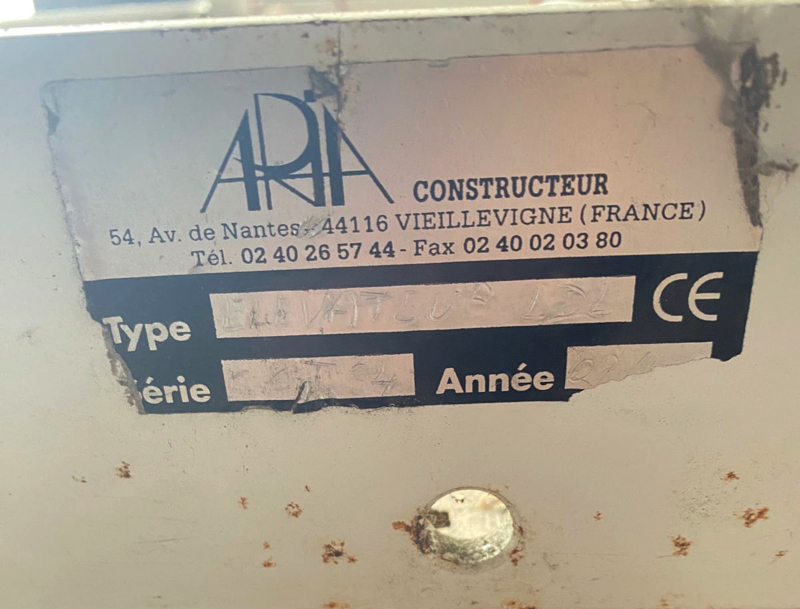 ARIA CONSTRUCTEUR
54, Av. de Nantes - 44116 VIEILLEVIGNE (FRANCE)
Tél. 02 40 26 57 44 - Fax 02 40 02 03 80
Type ELEVATEUR CE
érie Année